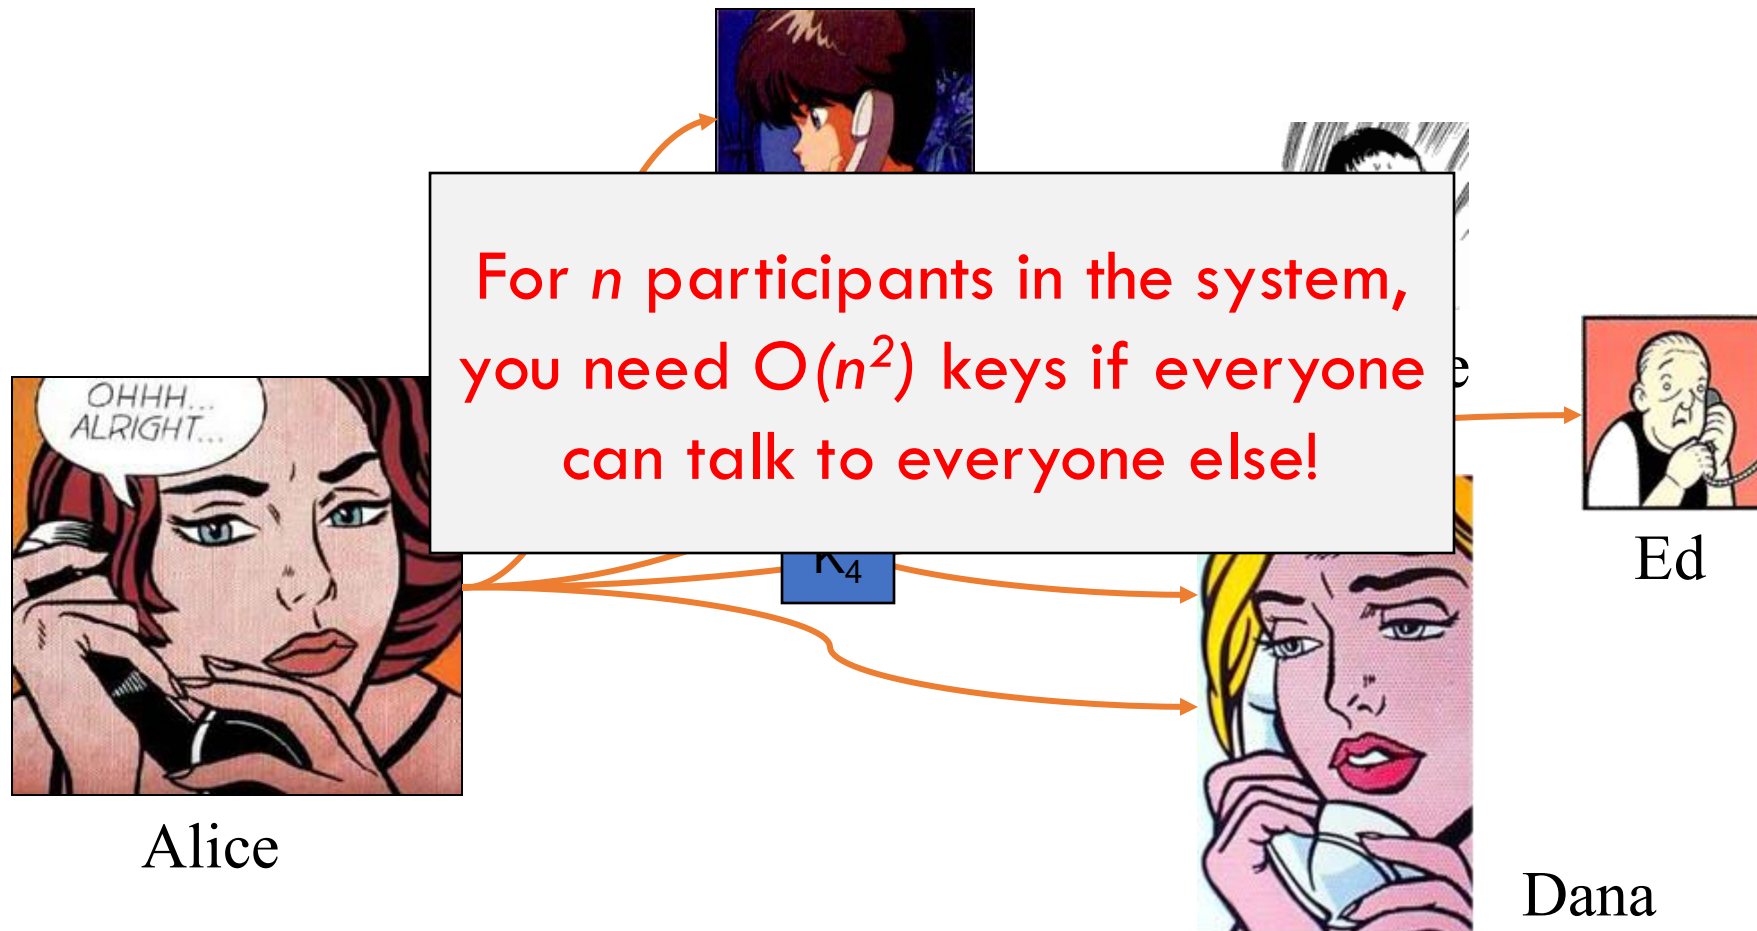 For n participants in the system,
you need O(n²) keys if everyone
can talk to everyone else!
OHHH...
ALRIGHT...
e
K₄
Ed
Alice
Dana